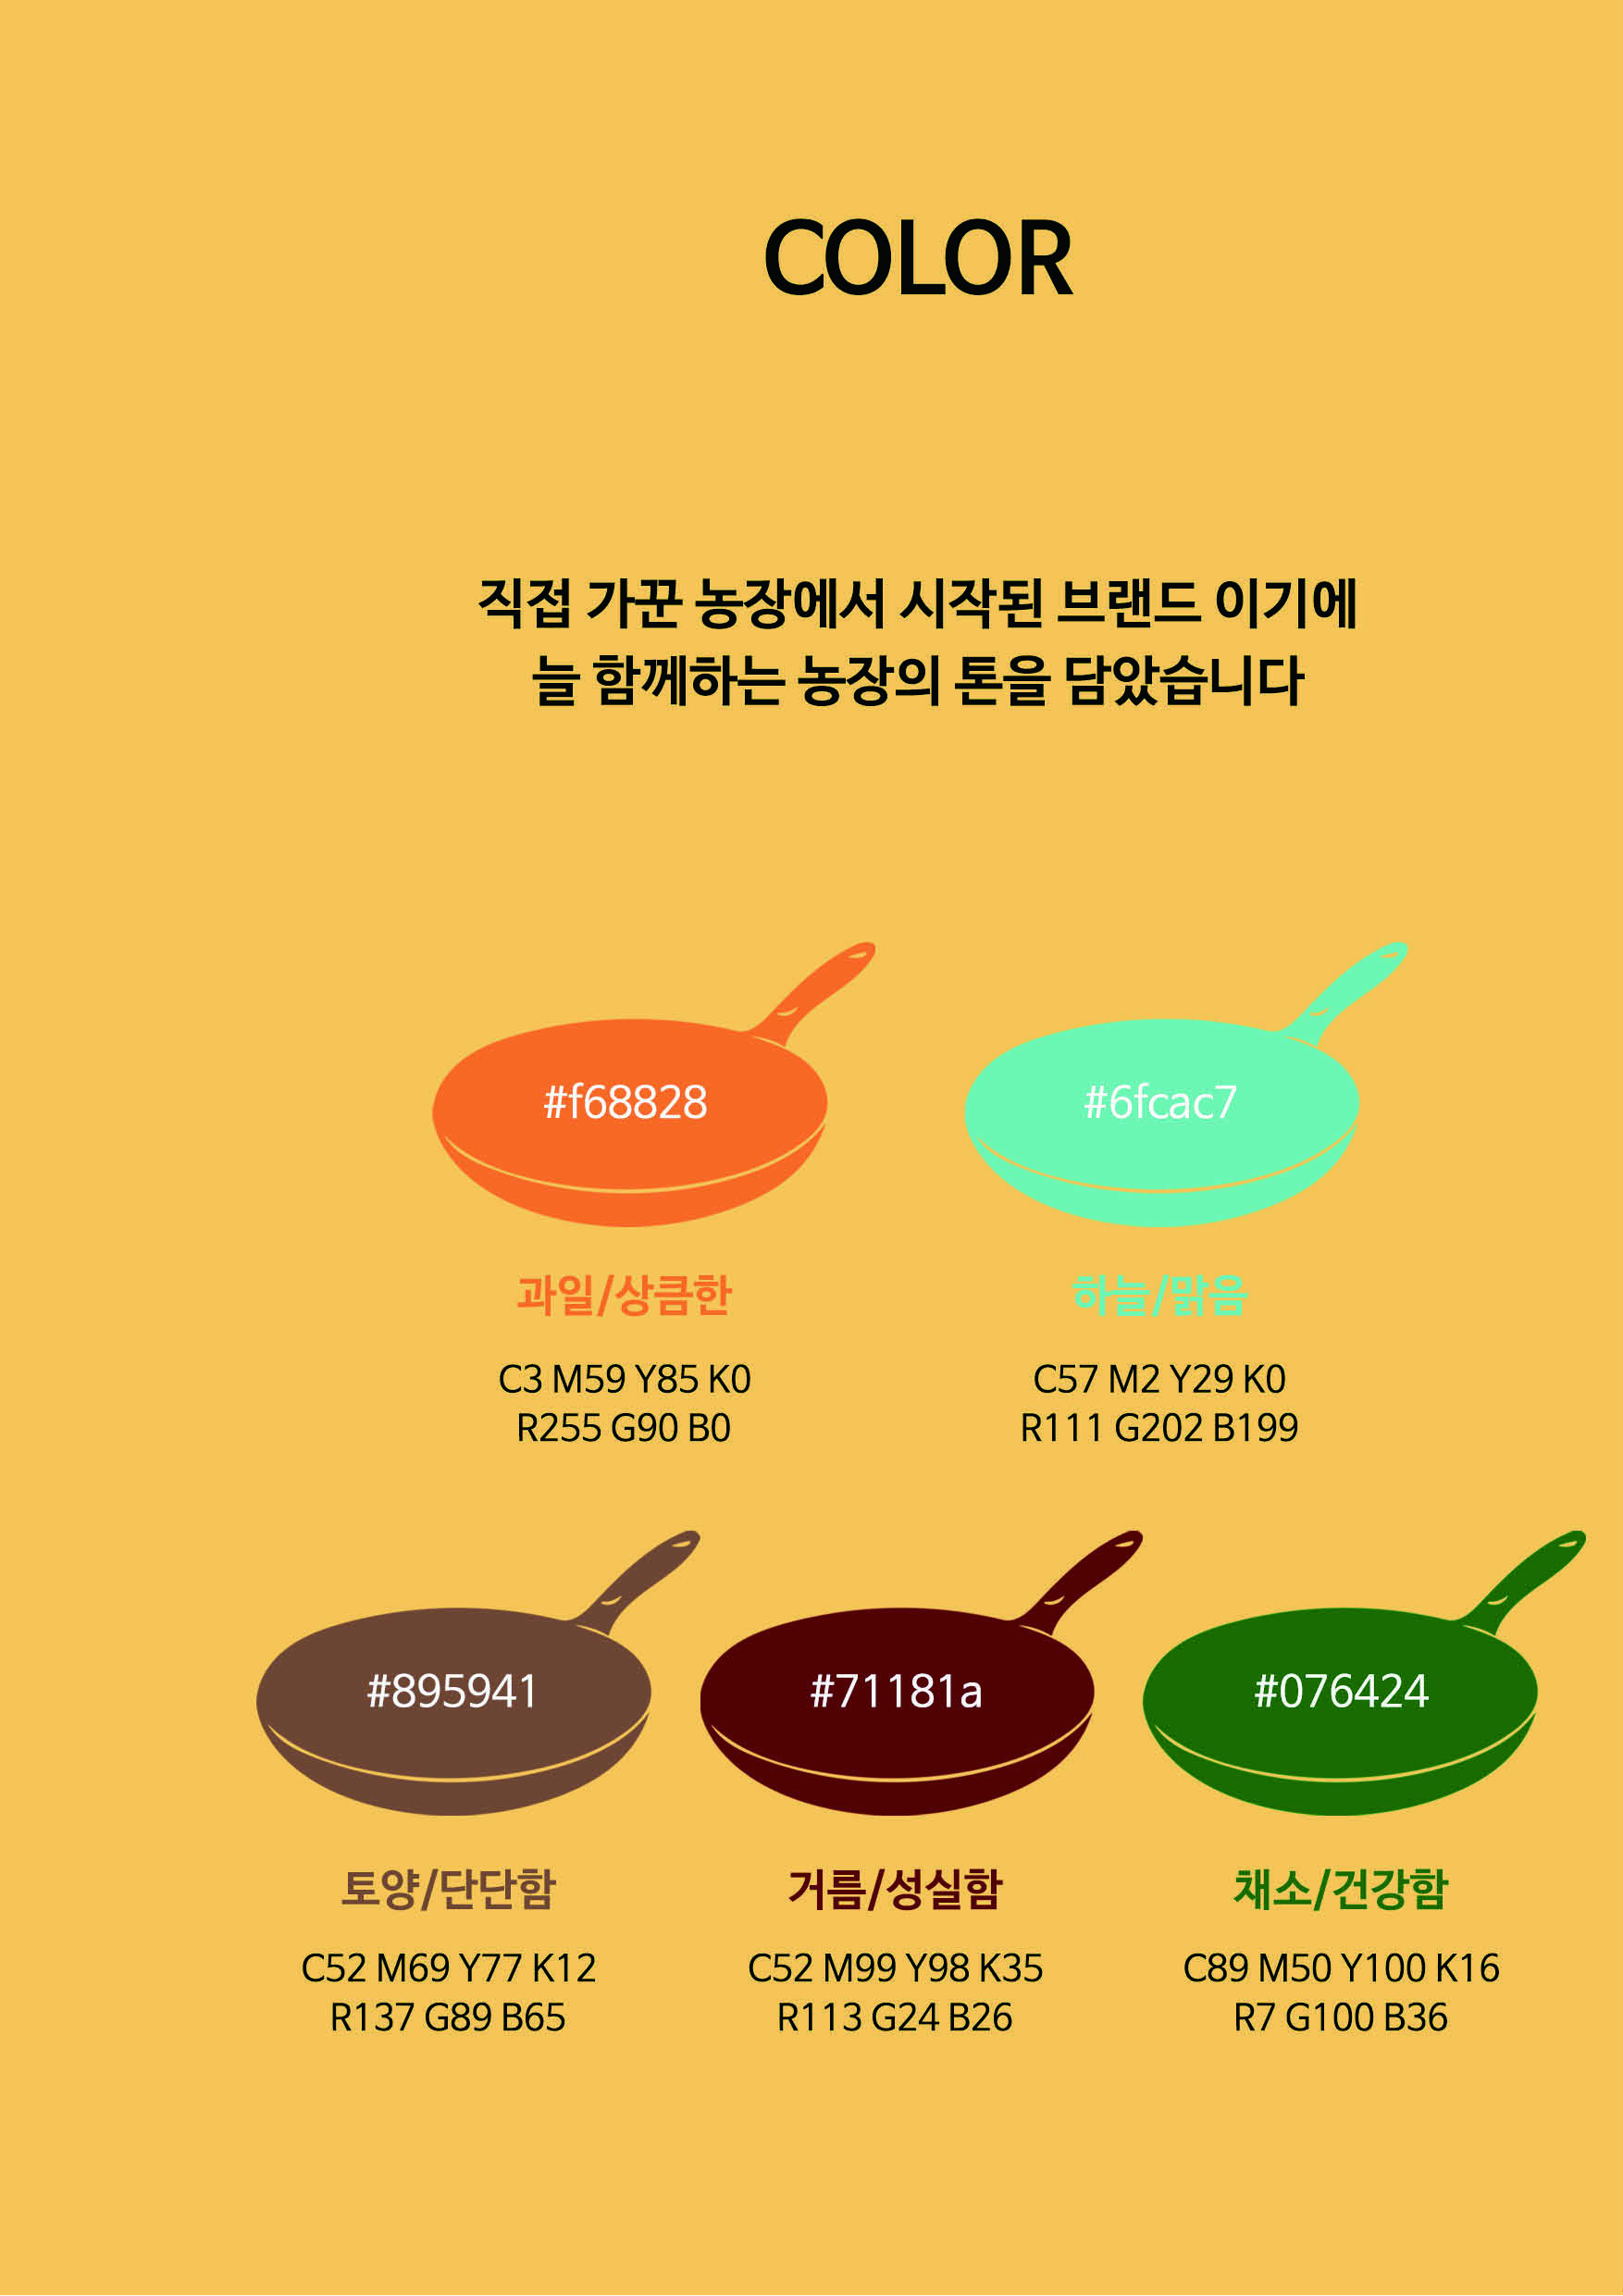 COLOR
직접 가꾼 농장에서 시작된 브랜드 이기에
늘 함께하는 농장의 톤을 담았습니다
#f68828
#6fcac7
과일/상큼한
하늘/맑음
C3 M59 Y85 K0
C57 M2 Y29 K0
R255 G90 B0
R111 G202 B199
#895941
#71181a
#076424
토양/단단함
거름/성실함
채소/건강함
C52 M69 Y77 K12
C52 M99 Y98 K35
C89 M50 Y100 K16
R137 G89 B65
R113 G24 B26
R7 G100 B36